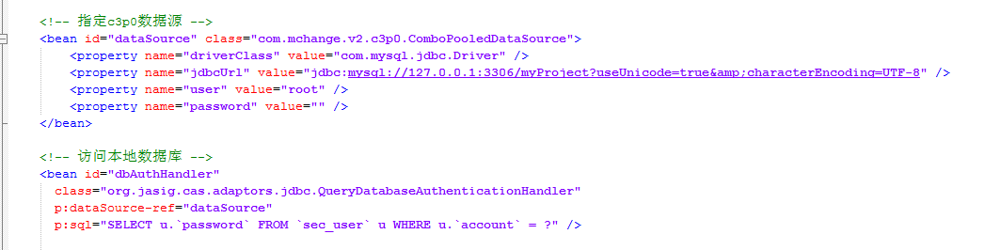 <!-- 指定c3p0数据源 -->
<bean id="dataSource" class="com.mchange.v2.c3p0.ComboPooledDataSource">
<property name="driverClass" value="com.mysql.jdbc.Driver" />
<property name="jdbcUrl" value="jdbc:mysql://127.0.0.1:3306/myProject?useUnicode=true&amp;characterEncoding=UTF-8" />
<property name="user" value="root" />
<property name="password" value="" />
</bean>
<!-- 访问本地数据库 -->
<bean id="dbAuthHandler"
class="org.jasig.cas.adaptors.jdbc.QueryDatabaseAuthenticationHandler"
p:dataSource-ref="dataSource"
p:sql="SELECT u.`password` FROM `sec_user` u WHERE u.`account` = ?" />